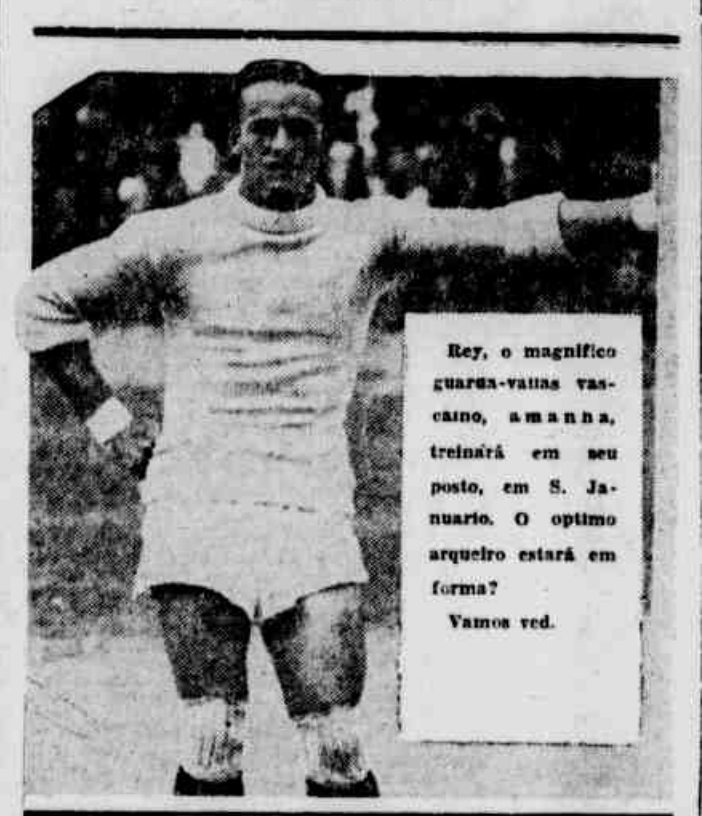 Rey, o magnifico
guarda-vallas vas-
caino, amanhã,
treinará em seu
posto, em S. Ja-
nuario. O optimo
arqueiro estará em
forma?
Vamos ved.